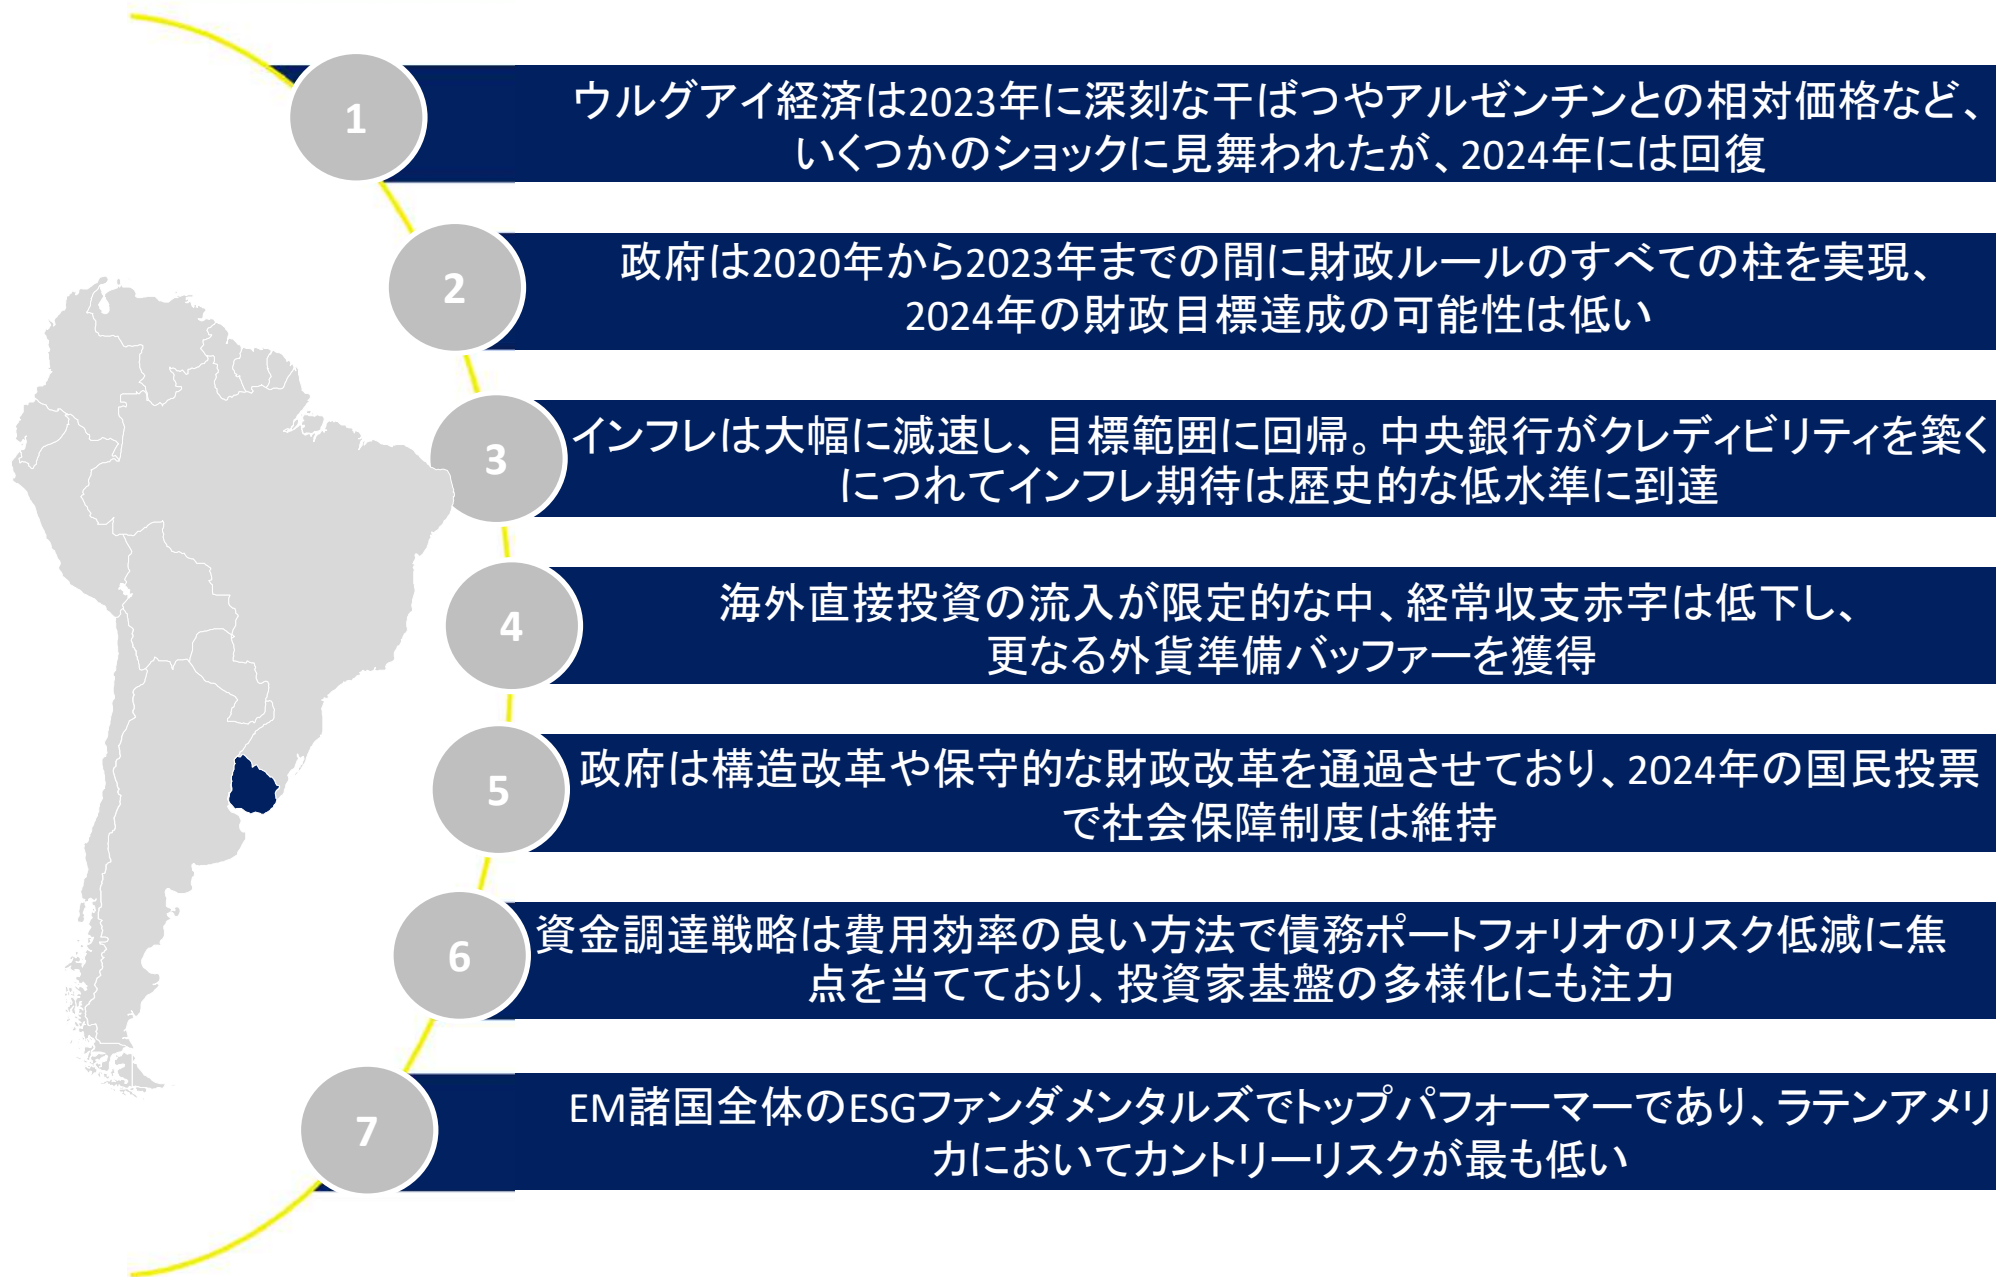 1
ウルグアイ経済は2023年に深刻な干ばつやアルゼンチンとの相対価格など、
いくつかのショックに見舞われたが、2024年には回復
2
政府は2020年から2023年までの間に財政ルールのすべての柱を実現、
2024年の財政目標達成の可能性は低い
3
インフレは大幅に減速し、目標範囲に回帰。中央銀行がクレディビリティを築く
につれてインフレ期待は歴史的な低水準に到達
4
海外直接投資の流入が限定的な中、経常収支赤字は低下し、
更なる外貨準備バッファーを獲得
5
政府は構造改革や保守的な財政改革を通過させており、2024年の国民投票
で社会保障制度は維持
6
資金調達戦略は費用効率の良い方法で債務ポートフォリオのリスク低減に焦
点を当てており、投資家基盤の多様化にも注力
7
EM諸国全体のESGファンダメンタルズでトップパフォーマーであり、ラテンアメリ
カにおいてカントリーリスクが最も低い